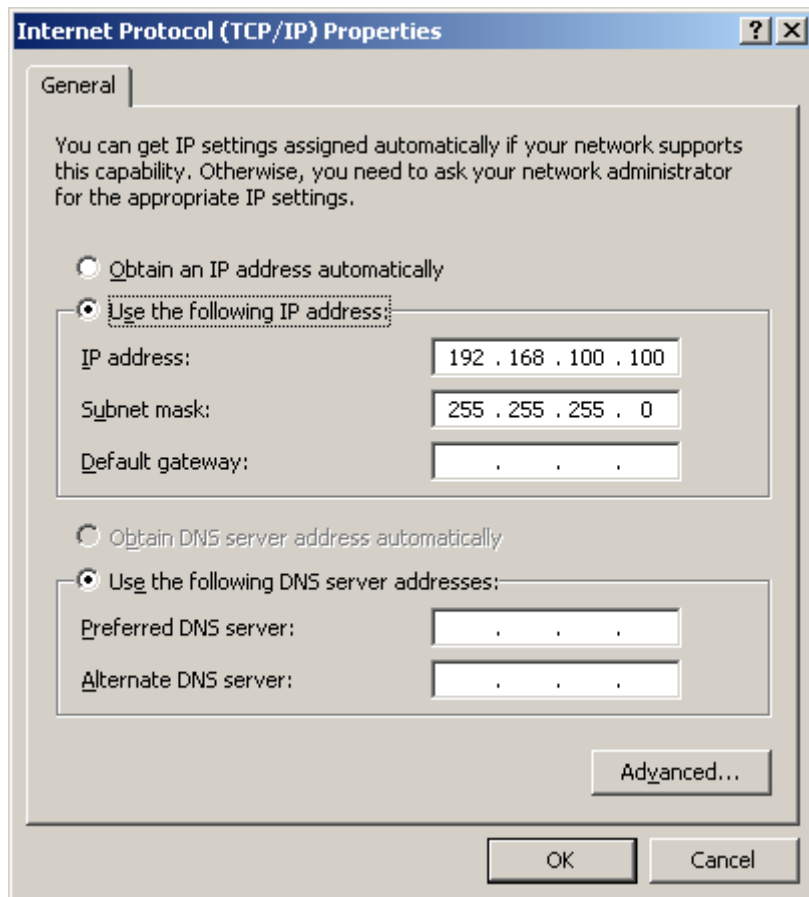 Internet Protocol (TCP/IP) Properties
General
You can get IP settings assigned automatically if your network supports
this capability. Otherwise, you need to ask your network administrator
for the appropriate IP settings.
Obtain an IP address automatically
Use the following IP address:
IP address: 192 . 168 . 100 . 100
Subnet mask: 255 . 255 . 255 . 0
Default gateway: . . .
Obtain DNS server address automatically
Use the following DNS server addresses:
Preferred DNS server: . . .
Alternate DNS server: . . .
Advanced...
OK Cancel